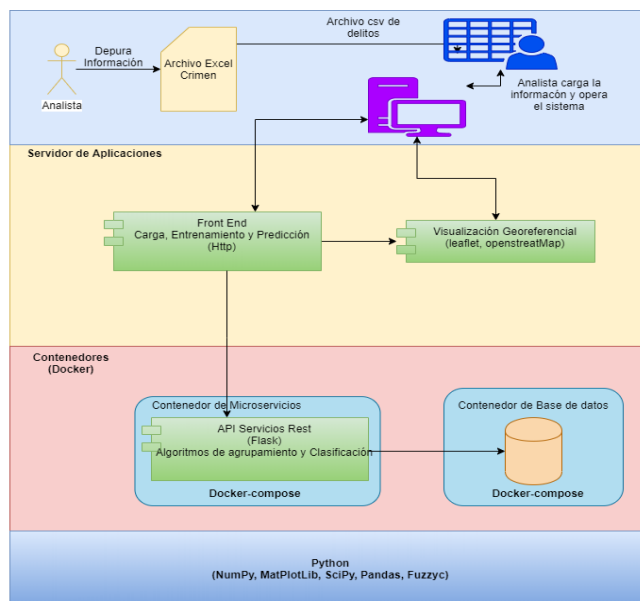 Archivo csv de
delitos
Depura
Información
Archivo Excel
Crimen
Analista
Analista carga la
informacón y opera
el sistema
Servidor de Aplicaciones
Front End
Carga, Entrenamiento y Predicción
(Http)
Visualización Georeferencial
(leaflet, openstreatMap)
Contenedores
(Docker)
Contenedor de Microservicios
API Servicios Rest
(Flask)
Algoritmos de agrupamiento y Clasificación
Docker-compose
Contenedor de Base de datos
Docker-compose
Python
(NumPy, MatPlotLib, SciPy, Pandas, Fuzzyc)